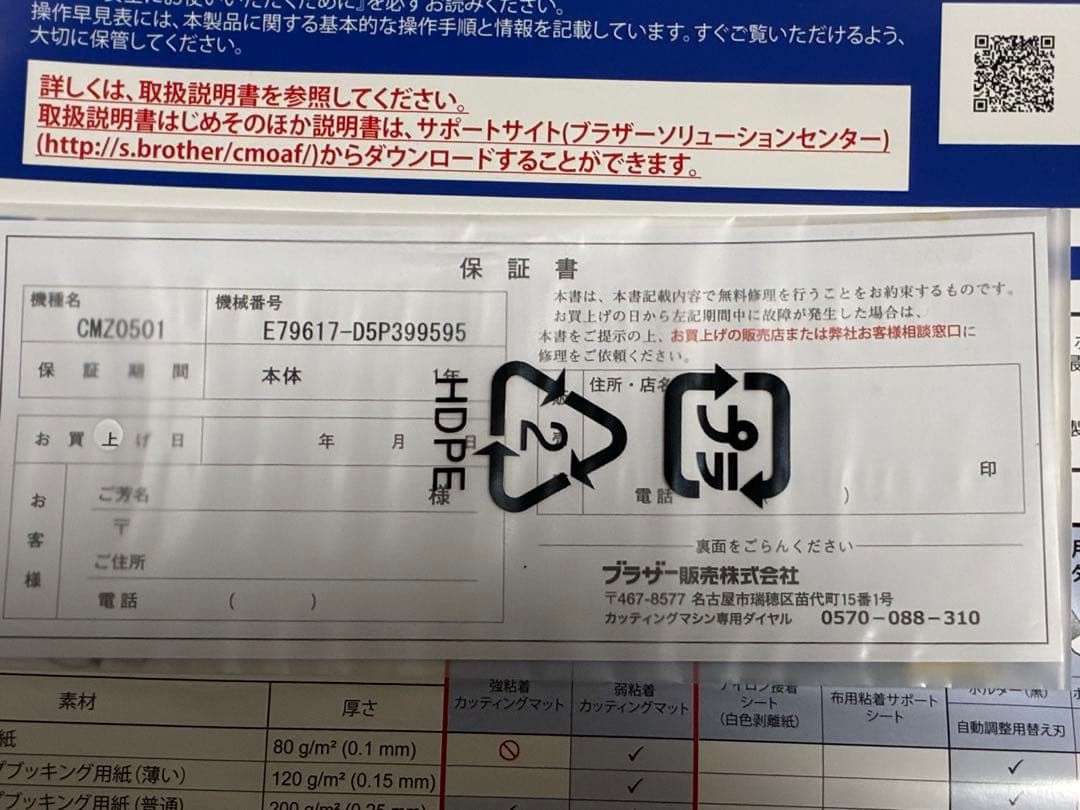 』を必ずお読みください。
操作早見表には、本製品に関する基本的な操作手順と情報を記載しています。すぐご覧いただけるよう、
大切に保管してください。
詳しくは、取扱説明書を参照してください。
取扱説明書はじめそのほか説明書は、サポートサイト(ブラザーソリューションセンター)
(http://s.brother/cmoaf/)からダウンロードすることができます。
保証書
機種名
CMZ0501
機械番号
E79617-D5P399595
保証期間
本体
1年
お買上げ日
年 月 日
お客様
ご芳名
様
〒
ご住所
電話 ( )
本書は、本書記載内容で無料修理を行うことをお約束するものです。
お買上げの日から左記期間中に故障が発生した場合は、
本書をご提示の上、お買上げの販売店または弊社お客様相談窓口に
修理をご依頼ください。
住所・店名
印
電話 ( )
HDPE
2
プラ
裏面をごらんください
ブラザー販売株式会社
〒467-8577 名古屋市瑞穂区苗代町15番1号
カッティングマシン専用ダイヤル 0570-088-310
素材
厚さ
強粘着
カッティングマット
弱粘着
カッティングマット
アイロン接着
シート
(白色剥離紙)
布用粘着サポート
シート
ホルダー(黒)
自動調整用替え刃
紙
80 g/m² (0.1 mm)
ブッキング用紙(薄い)
120 g/m² (0.15 mm)
ブッキング用紙(普通)
200 g/m² (0.25 mm)